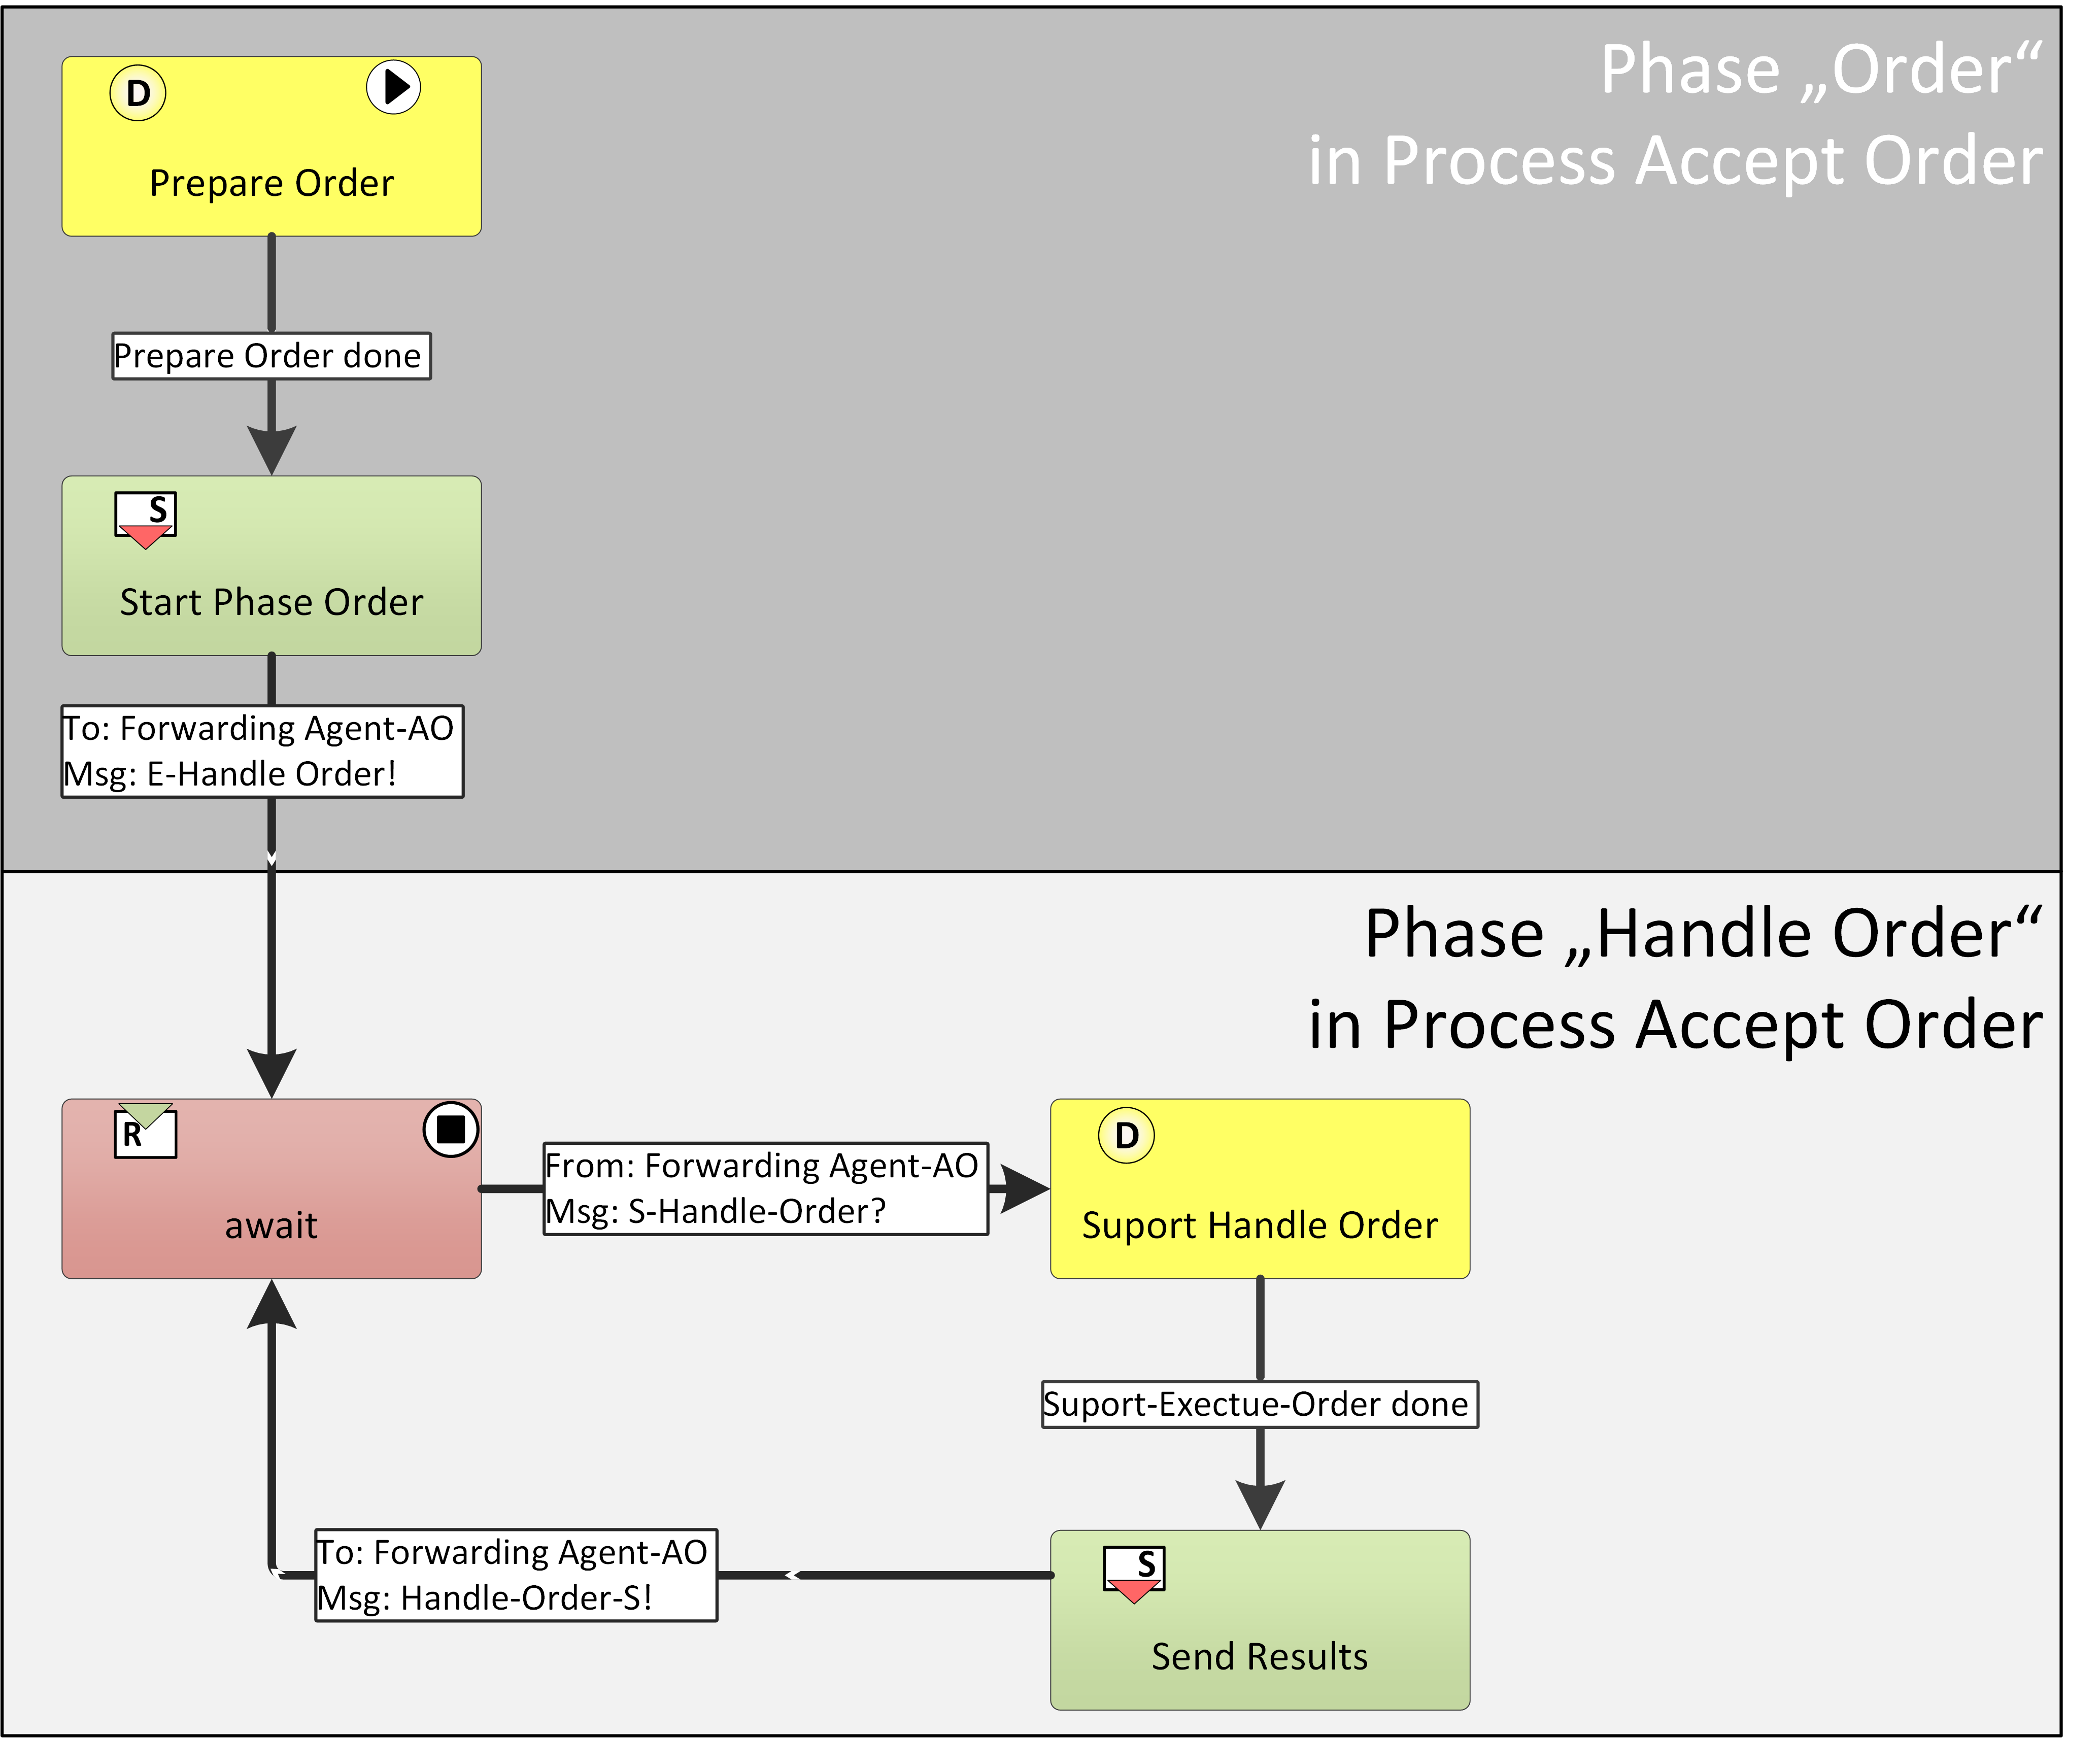 Phase „Order“
in Process Accept Order
D
Prepare Order
Prepare Order done
S
Start Phase Order
To: Forwarding Agent-AO
Msg: E-Handle Order!
Phase „Handle Order“
in Process Accept Order
R
await
From: Forwarding Agent-AO
Msg: S-Handle-Order?
D
Suport Handle Order
Suport-Exectue-Order done
To: Forwarding Agent-AO
Msg: Handle-Order-S!
S
Send Results